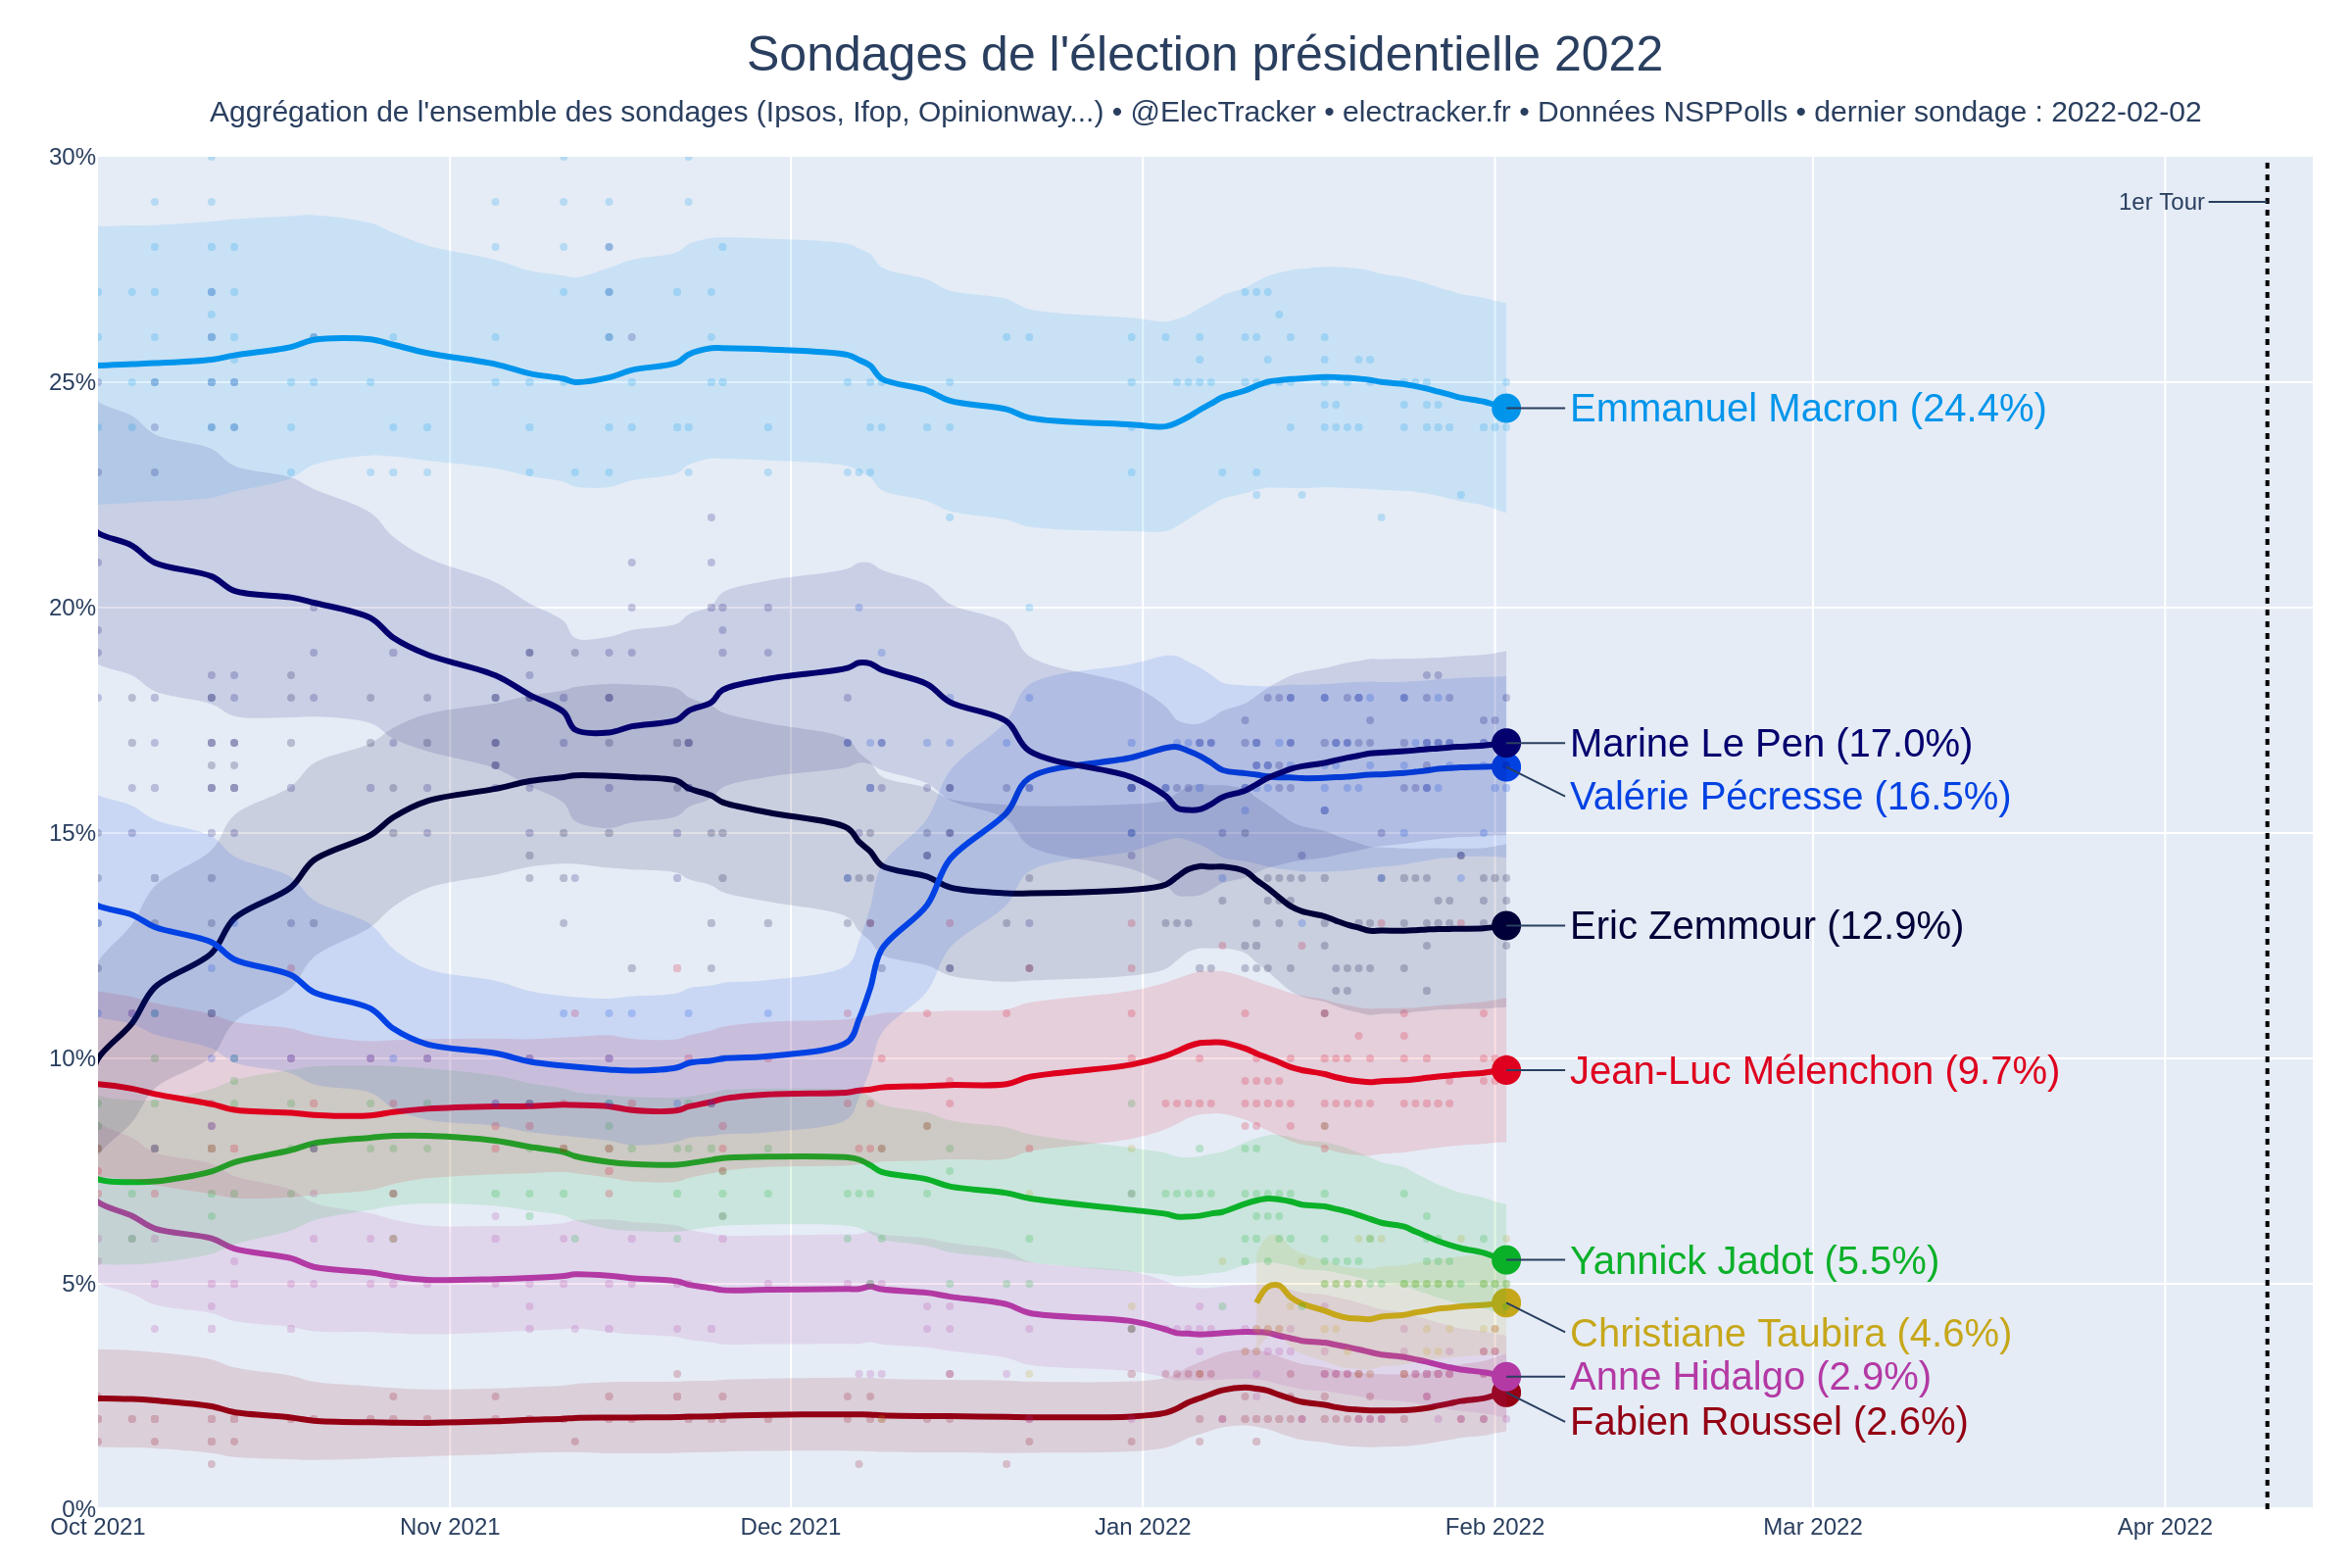 Sondages de l'élection présidentielle 2022
Aggrégation de l'ensemble des sondages (Ipsos, Ifop, Opinionway...) • @ElecTracker • electracker.fr • Données NSPPolls • dernier sondage : 2022-02-02
30%
1er Tour
25%
Emmanuel Macron (24.4%)
20%
Marine Le Pen (17.0%)
Valérie Pécresse (16.5%)
15%
Eric Zemmour (12.9%)
10%
Jean-Luc Mélenchon (9.7%)
Yannick Jadot (5.5%)
5%
Christiane Taubira (4.6%)
Anne Hidalgo (2.9%)
Fabien Roussel (2.6%)
0%
Oct 2021
Nov 2021
Dec 2021
Jan 2022
Feb 2022
Mar 2022
Apr 2022